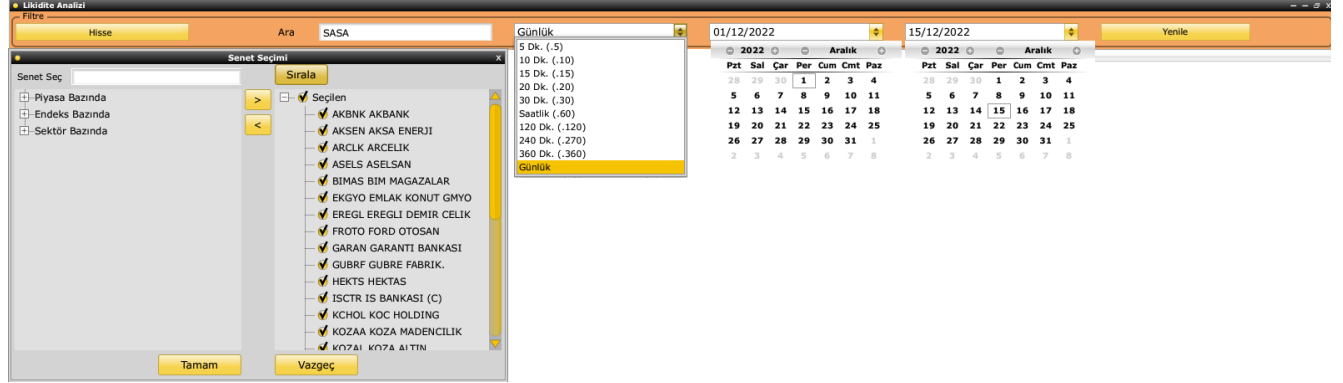 Likidite Analizi
Filtre
Hisse
Ara
SASA
Günlük
01/12/2022
15/12/2022
Yenile
Senet Seçimi
x
Senet Seç
Piyasa Bazında
Endeks Bazında
Sektör Bazında
>
<
Sırala
Seçilen
AKBNK AKBANK
AKSEN AKSA ENERJI
ARCLK ARCELIK
ASELS ASELSAN
BIMAS BIM MAGAZALAR
EKGYO EMLAK KONUT GMYO
EREGL EREGLI DEMIR CELIK
FROTO FORD OTOSAN
GARAN GARANTI BANKASI
GUBRF GUBRE FABRIK.
HEKTS HEKTAS
ISCTR IS BANKASI (C)
KCHOL KOC HOLDING
KOZAA KOZA MADENCILIK
KOZAL KOZA ALTIN
Tamam
Vazgeç
5 Dk. (.5)
10 Dk. (.10)
15 Dk. (.15)
20 Dk. (.20)
30 Dk. (.30)
Saatlik (.60)
120 Dk. (.120)
240 Dk. (.270)
360 Dk. (.360)
Günlük
2022 Aralık
Pzt Sal Çar Per Cum Cmt Paz
28 29 30 1 2 3 4
5 6 7 8 9 10 11
12 13 14 15 16 17 18
19 20 21 22 23 24 25
26 27 28 29 30 31 1
2 3 4 5 6 7 8
2022 Aralık
Pzt Sal Çar Per Cum Cmt Paz
28 29 30 1 2 3 4
5 6 7 8 9 10 11
12 13 14 15 16 17 18
19 20 21 22 23 24 25
26 27 28 29 30 31 1
2 3 4 5 6 7 8